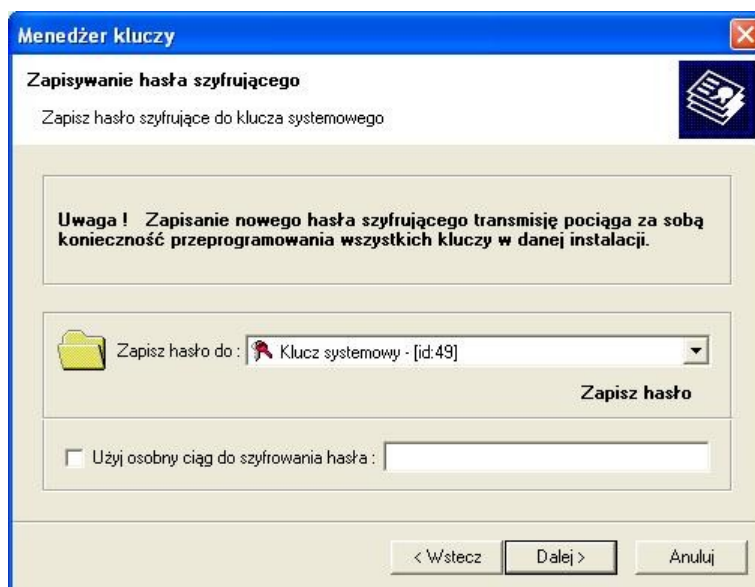 Menedżer kluczy
Zapisywanie hasła szyfrującego
Zapisz hasło szyfrujące do klucza systemowego
Uwaga ! Zapisanie nowego hasła szyfrującego transmisję pociąga za sobą
konieczność przeprogramowania wszystkich kluczy w danej instalacji.
Zapisz hasło do : Klucz systemowy - [id:49]
Zapisz hasło
Użyj osobny ciąg do szyfrowania hasła :
< Wstecz Dalej > Anuluj